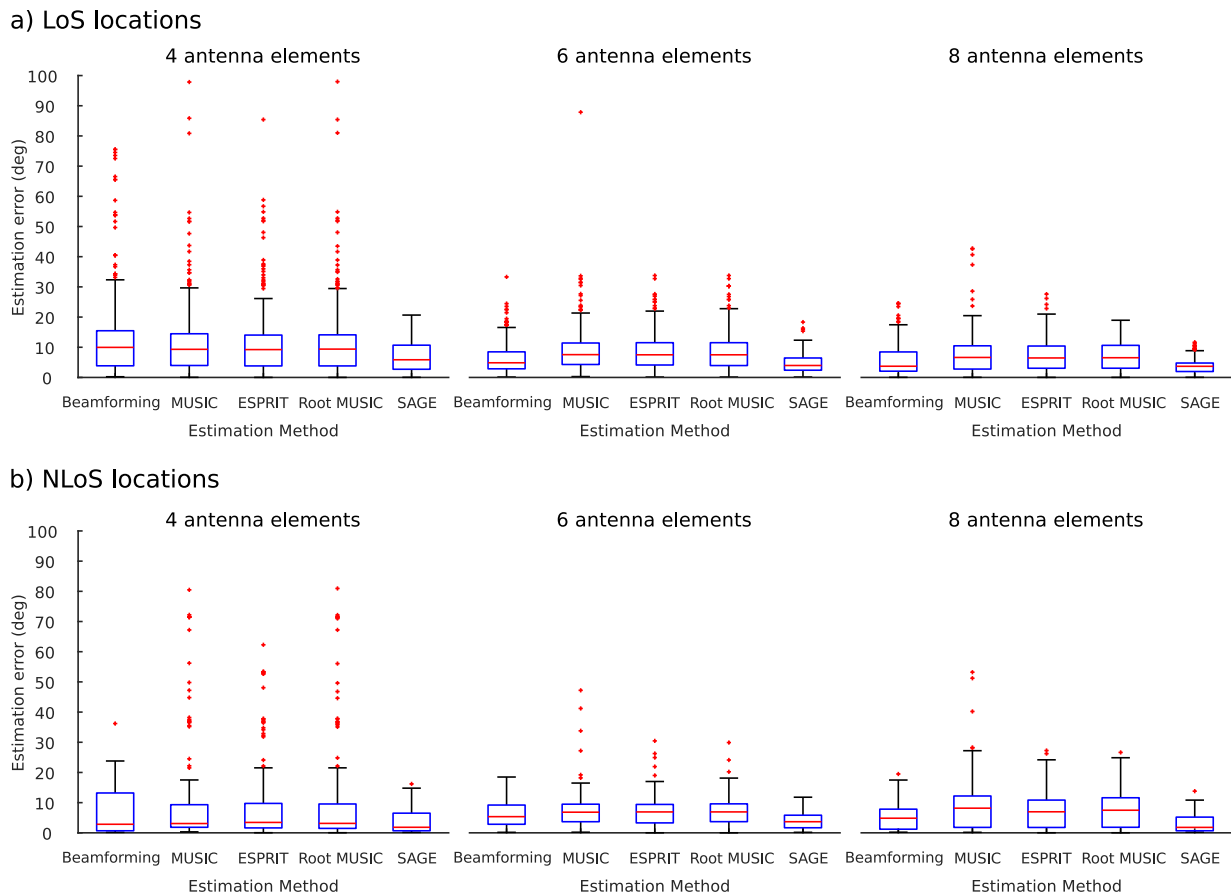 a) LoS locations
4 antenna elements 6 antenna elements 8 antenna elements
100
90
80
70
60
50
40
30
20
10
0
Estimation error (deg)
Beamforming MUSIC ESPRIT Root MUSIC SAGE Beamforming MUSIC ESPRIT Root MUSIC SAGE Beamforming MUSIC ESPRIT Root MUSIC SAGE
Estimation Method Estimation Method Estimation Method
b) NLoS locations
4 antenna elements 6 antenna elements 8 antenna elements
100
90
80
70
60
50
40
30
20
10
0
Estimation error (deg)
Beamforming MUSIC ESPRIT Root MUSIC SAGE Beamforming MUSIC ESPRIT Root MUSIC SAGE Beamforming MUSIC ESPRIT Root MUSIC SAGE
Estimation Method Estimation Method Estimation Method